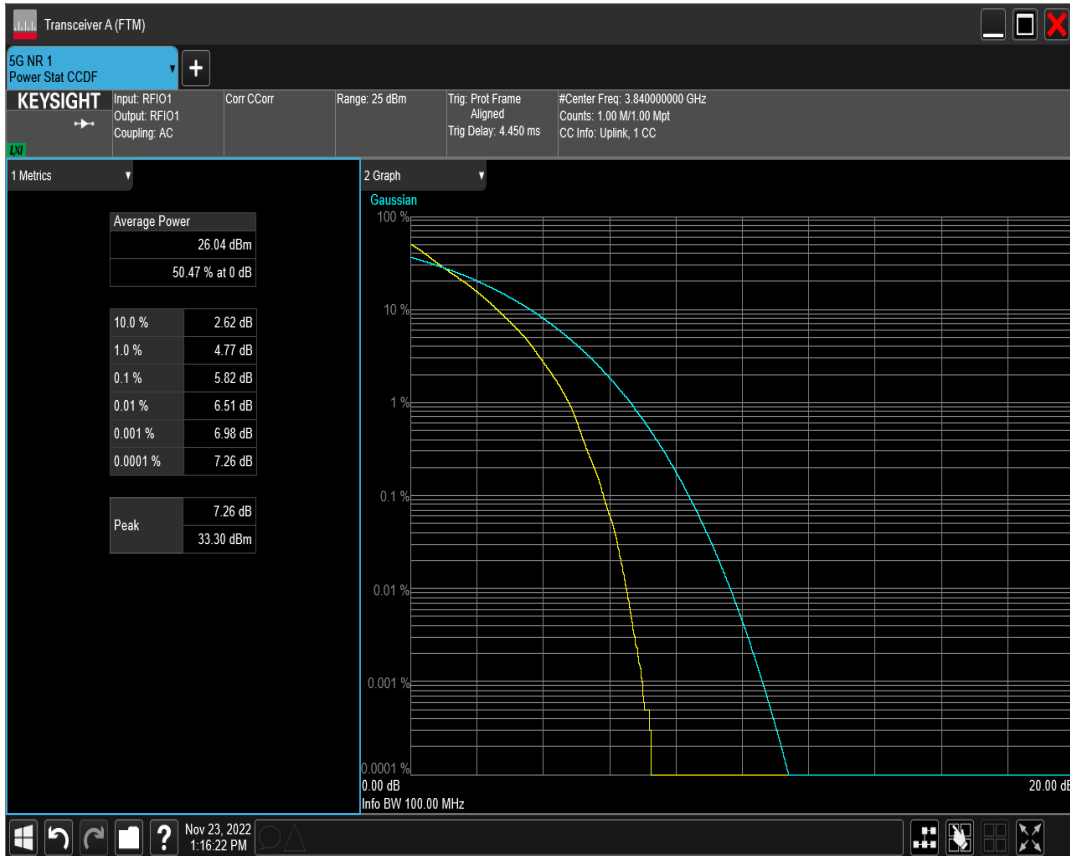 Transceiver A (FTM)
5G NR 1
Power Stat CCDF
+
KEYSIGHT
LXI
Input: RFIO1
Output: RFIO1
Coupling: AC
Corr CCorr
Range: 25 dBm
Trig: Prot Frame
Aligned
Trig Delay: 4.450 ms
#Center Freq: 3.840000000 GHz
Counts: 1.00 M/1.00 Mpt
CC Info: Uplink, 1 CC
1 Metrics
Average Power
26.04 dBm
50.47 % at 0 dB
10.0 % 2.62 dB
1.0 % 4.77 dB
0.1 % 5.82 dB
0.01 % 6.51 dB
0.001 % 6.98 dB
0.0001 % 7.26 dB
Peak 7.26 dB
33.30 dBm
2 Graph
Gaussian
100 %
10 %
1 %
0.1 %
0.01 %
0.001 %
0.0001 %
0.00 dB 20.00 dB
Info BW 100.00 MHz
?
Nov 23, 2022
1:16:22 PM